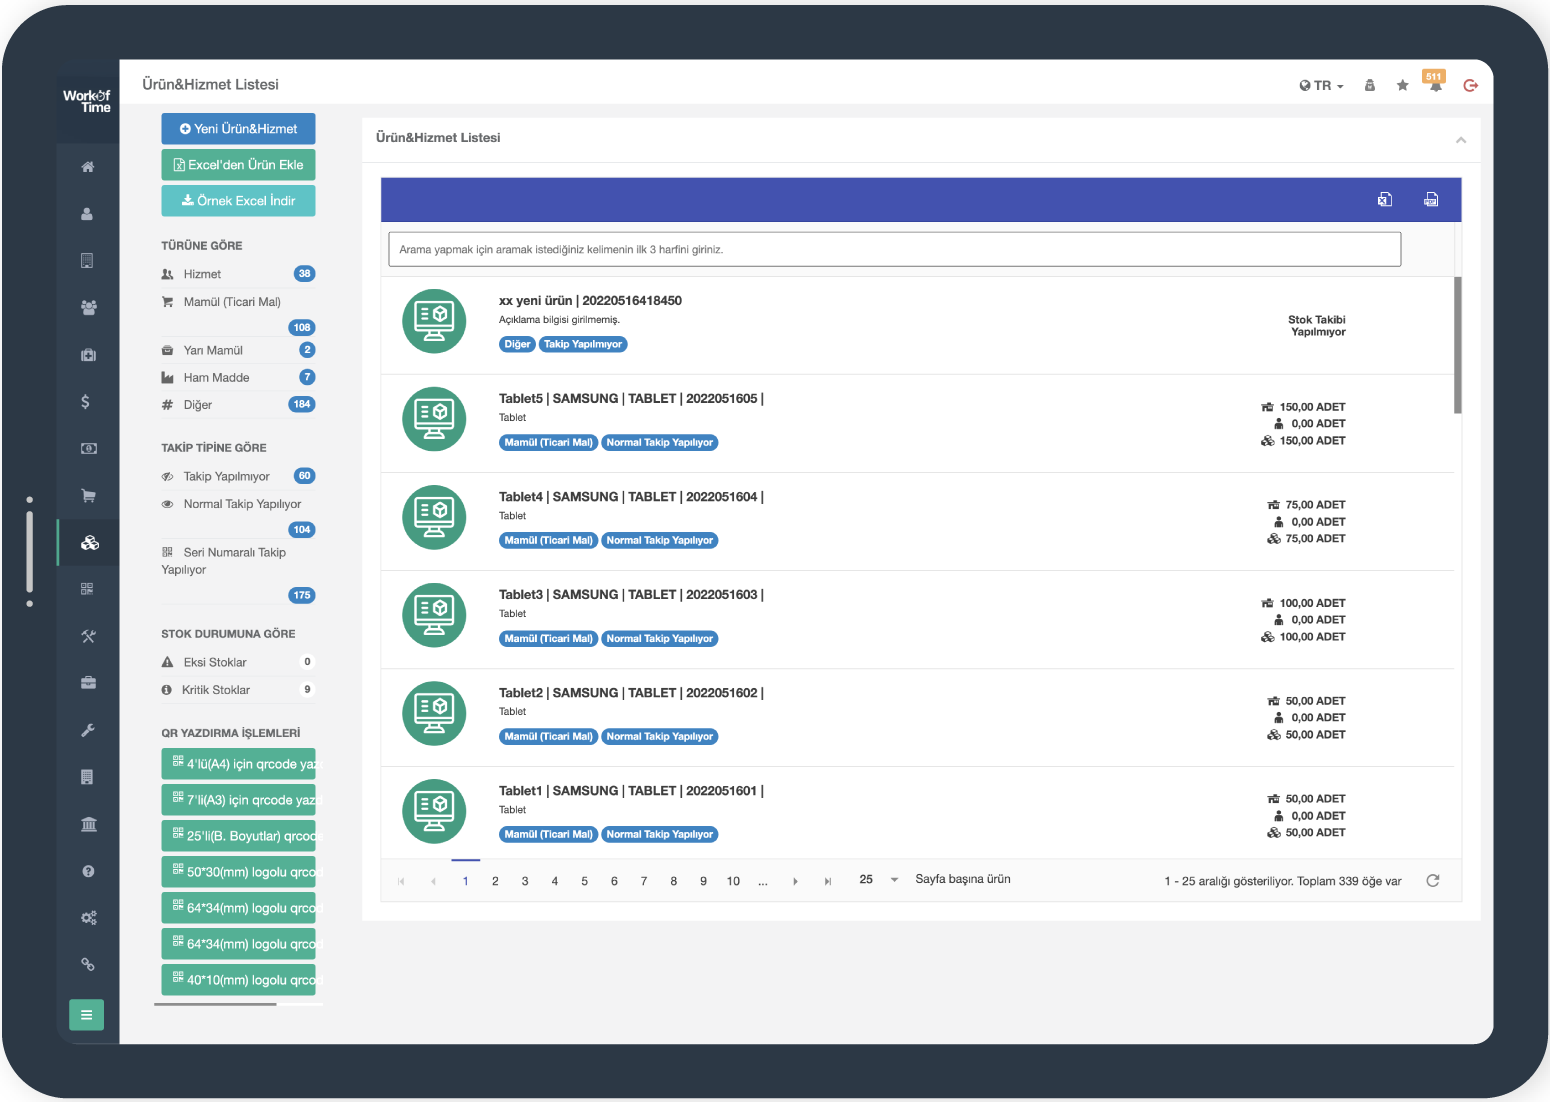 Work of
Time
Ürün&Hizmet Listesi
TR
511
Yeni Ürün&Hizmet
Excel'den Ürün Ekle
Örnek Excel İndir
TÜRÜNE GÖRE
Hizmet 38
Mamül (Ticari Mal)
108
Yarı Mamül 2
Ham Madde 7
# Diğer 184
TAKİP TİPİNE GÖRE
Takip Yapılmıyor 60
Normal Takip Yapılıyor
104
Seri Numaralı Takip
Yapılıyor
175
STOK DURUMUNA GÖRE
Eksi Stoklar 0
Kritik Stoklar 9
QR YAZDIRMA İŞLEMLERİ
4'lü(A4) için qrcode yaz
7'li(A3) için qrcode yaz
25'li(B. Boyutlar) qrcod
50*30(mm) logolu qrco
64*34(mm) logolu qrco
64*34(mm) logolu qrco
40*10(mm) logolu qrco
Ürün&Hizmet Listesi
Arama yapmak için aramak istediğiniz kelimenin ilk 3 harfini giriniz.
xx yeni ürün | 20220516418450
Açıklama bilgisi girilmemiş.
Diğer Takip Yapılmıyor
Stok Takibi
Yapılmıyor
Tablet5 | SAMSUNG | TABLET | 2022051605 |
Tablet
Mamül (Ticari Mal) Normal Takip Yapılıyor
150,00 ADET
0,00 ADET
150,00 ADET
Tablet4 | SAMSUNG | TABLET | 2022051604 |
Tablet
Mamül (Ticari Mal) Normal Takip Yapılıyor
75,00 ADET
0,00 ADET
75,00 ADET
Tablet3 | SAMSUNG | TABLET | 2022051603 |
Tablet
Mamül (Ticari Mal) Normal Takip Yapılıyor
100,00 ADET
0,00 ADET
100,00 ADET
Tablet2 | SAMSUNG | TABLET | 2022051602 |
Tablet
Mamül (Ticari Mal) Normal Takip Yapılıyor
50,00 ADET
0,00 ADET
50,00 ADET
Tablet1 | SAMSUNG | TABLET | 2022051601 |
Tablet
Mamül (Ticari Mal) Normal Takip Yapılıyor
50,00 ADET
0,00 ADET
50,00 ADET
1 2 3 4 5 6 7 8 9 10 ... 25 Sayfa başına ürün 1 - 25 aralığı gösteriliyor. Toplam 339 öğe var